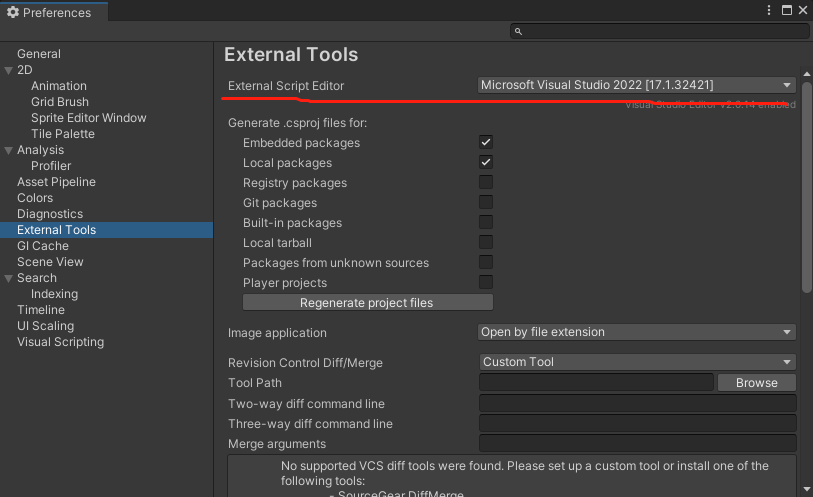 Preferences
General
2D
Animation
Grid Brush
Sprite Editor Window
Tile Palette
Analysis
Profiler
Asset Pipeline
Colors
Diagnostics
External Tools
GI Cache
Scene View
Search
Indexing
Timeline
UI Scaling
Visual Scripting
External Tools
External Script Editor Microsoft Visual Studio 2022 [17.1.32421]
Visual Studio Editor v2.0.14 enabled
Generate .csproj files for:
Embedded packages
Local packages
Registry packages
Git packages
Built-in packages
Local tarball
Packages from unknown sources
Player projects
Regenerate project files
Image application Open by file extension
Revision Control Diff/Merge Custom Tool
Tool Path Browse
Two-way diff command line
Three-way diff command line
Merge arguments
No supported VCS diff tools were found. Please set up a custom tool or install one of the
following tools:
- SourceGear DiffMerge